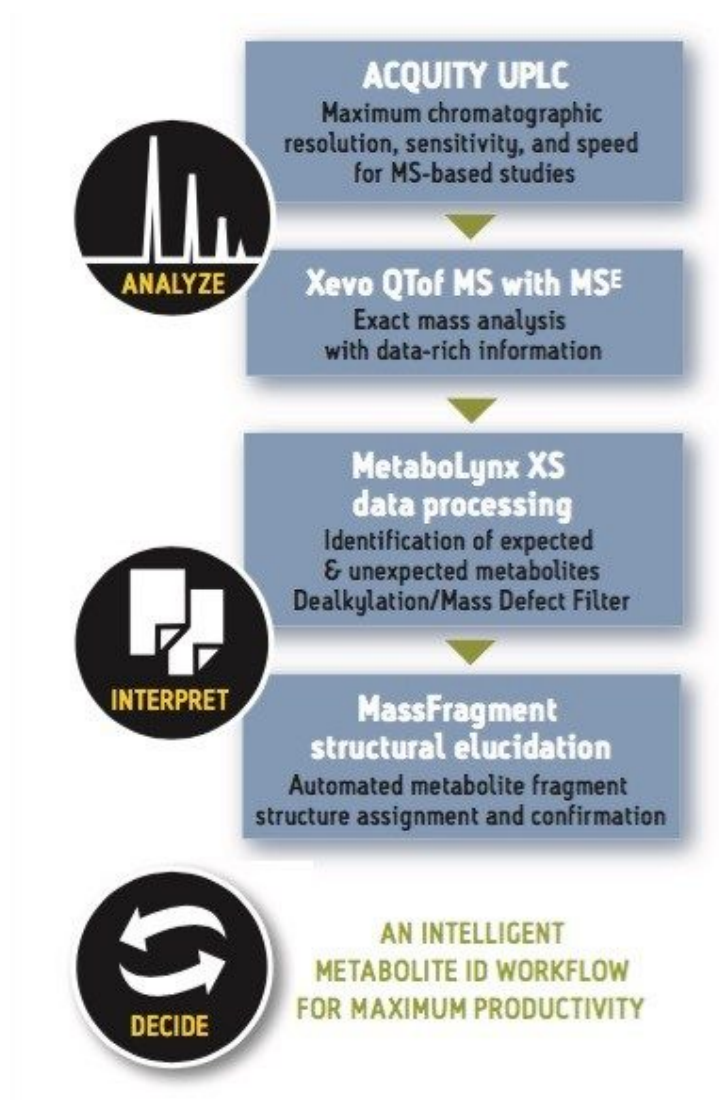 ACQUITY UPLC
Maximum chromatographic
resolution, sensitivity, and speed
for MS-based studies
ANALYZE
Xevo QTof MS with MSᴱ
Exact mass analysis
with data-rich information
MetaboLynx XS
data processing
Identification of expected
& unexpected metabolites
Dealkylation/Mass Defect Filter
INTERPRET
MassFragment
structural elucidation
Automated metabolite fragment
structure assignment and confirmation
DECIDE
AN INTELLIGENT
METABOLITE ID WORKFLOW
FOR MAXIMUM PRODUCTIVITY